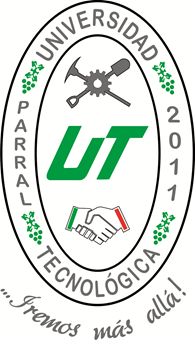 UNIVERSIDAD
PARRAL
UT
2011
TECNOLÓGICA
...Iremos más allá!